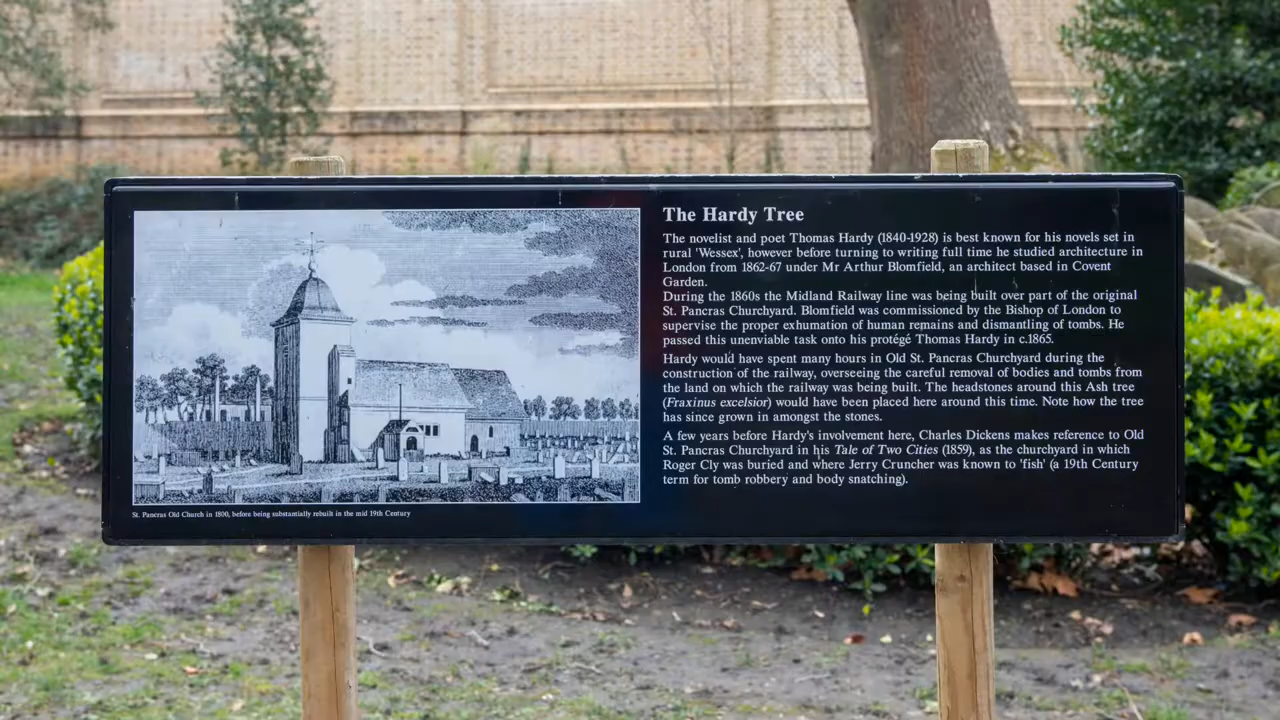 The Hardy Tree
The novelist and poet Thomas Hardy (1840-1928) is best known for his novels set in
rural 'Wessex', however before turning to writing full time he studied architecture in
London from 1862-67 under Mr Arthur Blomfield, an architect based in Covent
Garden.
During the 1860s the Midland Railway line was being built over part of the original
St. Pancras Churchyard. Blomfield was commissioned by the Bishop of London to
supervise the proper exhumation of human remains and dismantling of tombs. He
passed this unenviable task onto his protégé Thomas Hardy in c.1865.
Hardy would have spent many hours in Old St. Pancras Churchyard during the
construction of the railway, overseeing the careful removal of bodies and tombs from
the land on which the railway was being built. The headstones around this Ash tree
(Fraxinus excelsior) would have been placed here around this time. Note how the tree
has since grown in amongst the stones.
A few years before Hardy's involvement here, Charles Dickens makes reference to Old
St. Pancras Churchyard in his Tale of Two Cities (1859), as the churchyard in which
Roger Cly was buried and where Jerry Cruncher was known to 'fish' (a 19th Century
term for tomb robbery and body snatching).
St. Pancras Old Church in 1800, before being substantially rebuilt in the mid 19th Century